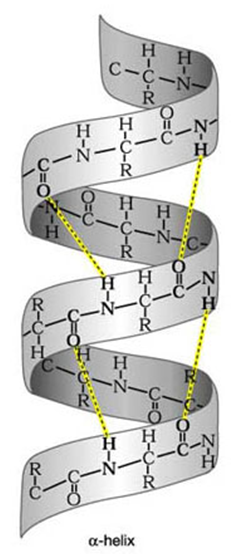 H H
C C N
R
O
H H C N
C N C H
O R
O H
N C C N C
H R H
O
H H C N
R N C H
C C R
O
H H
H C N C R
C R O
O
H H C N
R N C H
C C R
O
α-helix